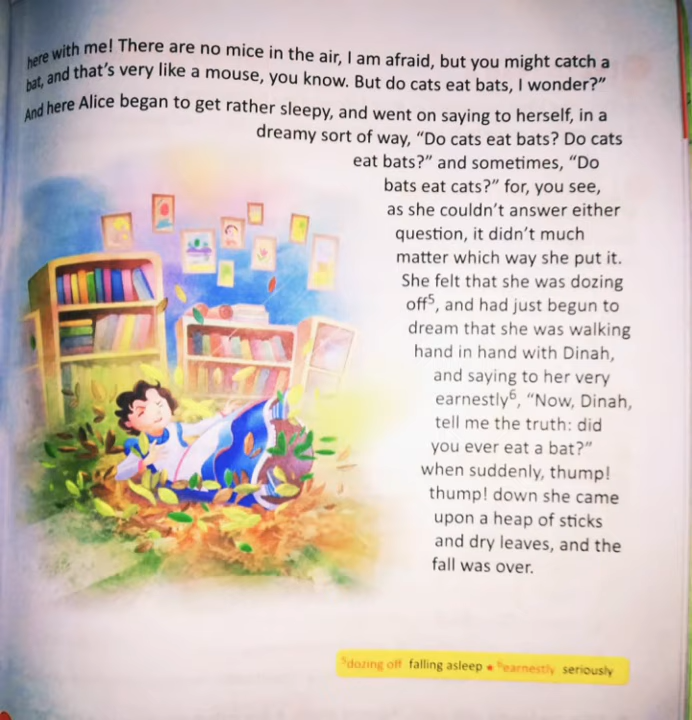 here with me! There are no mice in the air, I am afraid, but you might catch a
bat, and that's very like a mouse, you know. But do cats eat bats, I wonder?"
And here Alice began to get rather sleepy, and went on saying to herself, in a
dreamy sort of way, "Do cats eat bats? Do cats
eat bats?" and sometimes, "Do
bats eat cats?" for, you see,
as she couldn't answer either
question, it didn't much
matter which way she put it.
She felt that she was dozing
off⁵, and had just begun to
dream that she was walking
hand in hand with Dinah,
and saying to her very
earnestly⁶, "Now, Dinah,
tell me the truth: did
you ever eat a bat?"
when suddenly, thump!
thump! down she came
upon a heap of sticks
and dry leaves, and the
fall was over.
⁵dozing off falling asleep • ⁶earnestly seriously